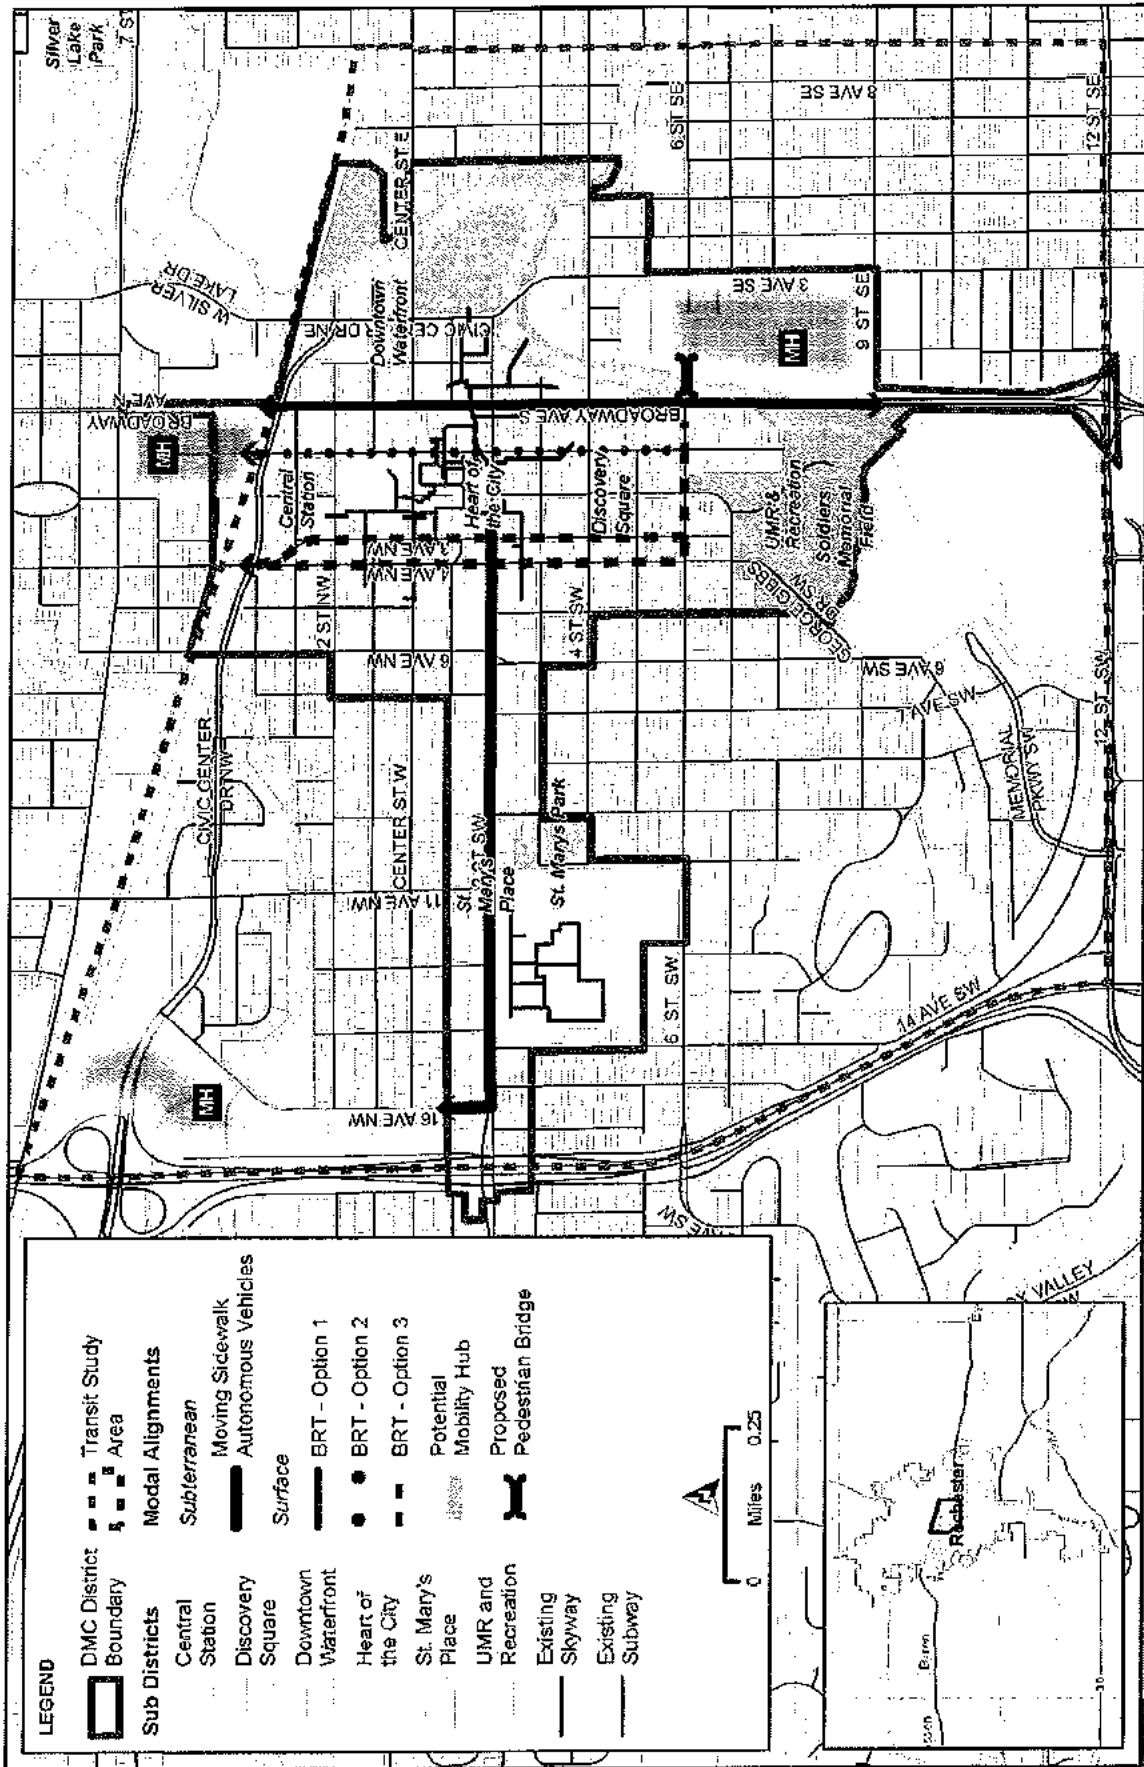 LEGEND
DMC District
Boundary
Transit Study
Area
Sub Districts
Central
Station
Discovery
Square
Downtown
Waterfront
Heart of
the City
St. Mary's
Place
UMR and
Recreation
Existing
Skyway
Existing
Subway
Modal Alignments
Subterranean
Moving Sidewalk
Autonomous Vehicles
Surface
BRT - Option 1
BRT - Option 2
BRT - Option 3
Potential
Mobility Hub
Proposed
Pedestrian Bridge
0
0.25
Miles
Rochester
Byron
Silver
Lake
Park
7 ST
W SILVER
LAKE DR
BROADWAY
AVE N
MH
CENTER ST E
Downtown
Waterfront
CIVIC CENTER DR NE
Central
Station
CIVIC CENTER
DR NW
2 ST NW
3 AVE NW
4 AVE NW
6 AVE NW
Heart of
the City
BROADWAY AVE S
CENTER ST W
11 AVE NW
16 AVE NW
MH
St.
Mary's
Place
2 ST SW
St. Marys Park
4 ST SW
Discovery
Square
6 ST SE
3 AVE SE
3 AVE SE
MH
9 ST SE
12 ST SE
UMR &
Recreation
Soldiers
Memorial
Field
GEORGE GIBBS
DR SW
6 AVE SW
7 AVE SW
MEMORIAL
PKWY SW
12 ST SW
6 ST SW
14 AVE SW
AVE SW
VALLEY